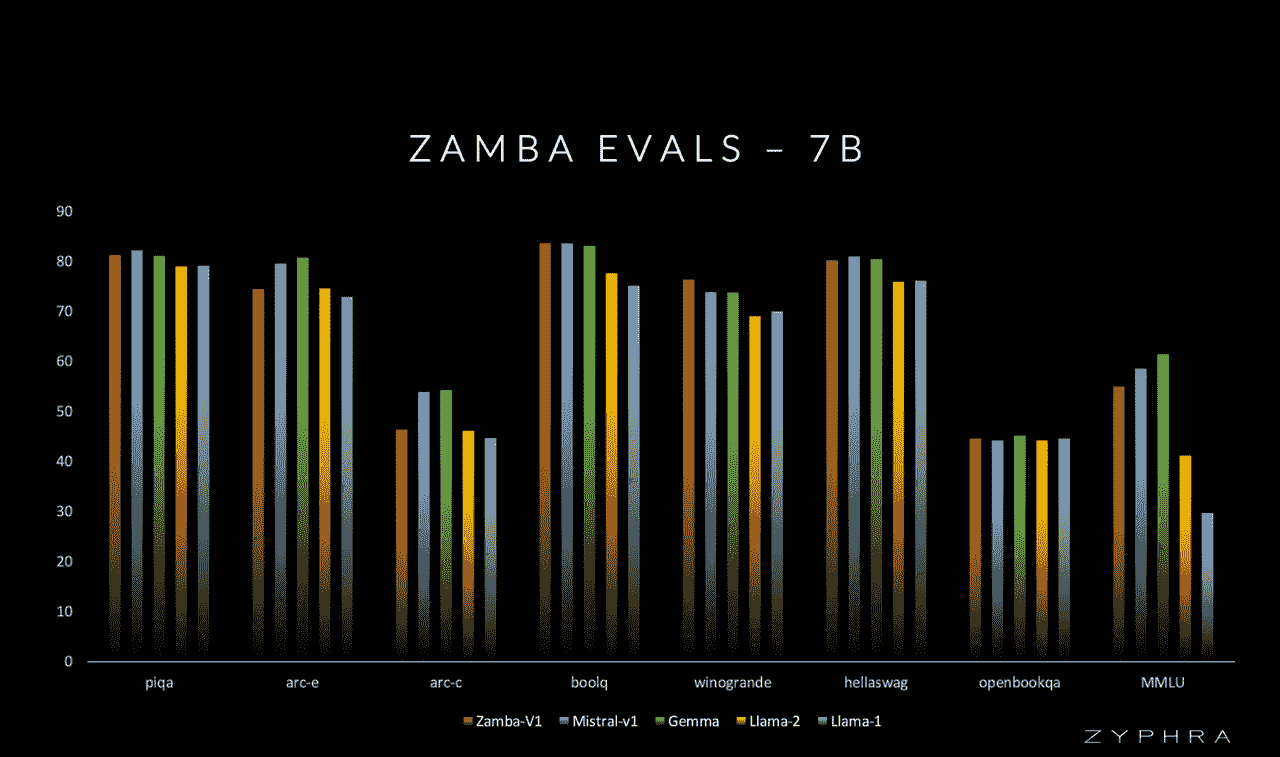 ZAMBA EVALS – 7B
90
80
70
60
50
40
30
20
10
0
piqa arc-e arc-c boolq winogrande hellaswag openbookqa MMLU
Zamba-V1 Mistral-v1 Gemma Llama-2 Llama-1
ZYPHRA